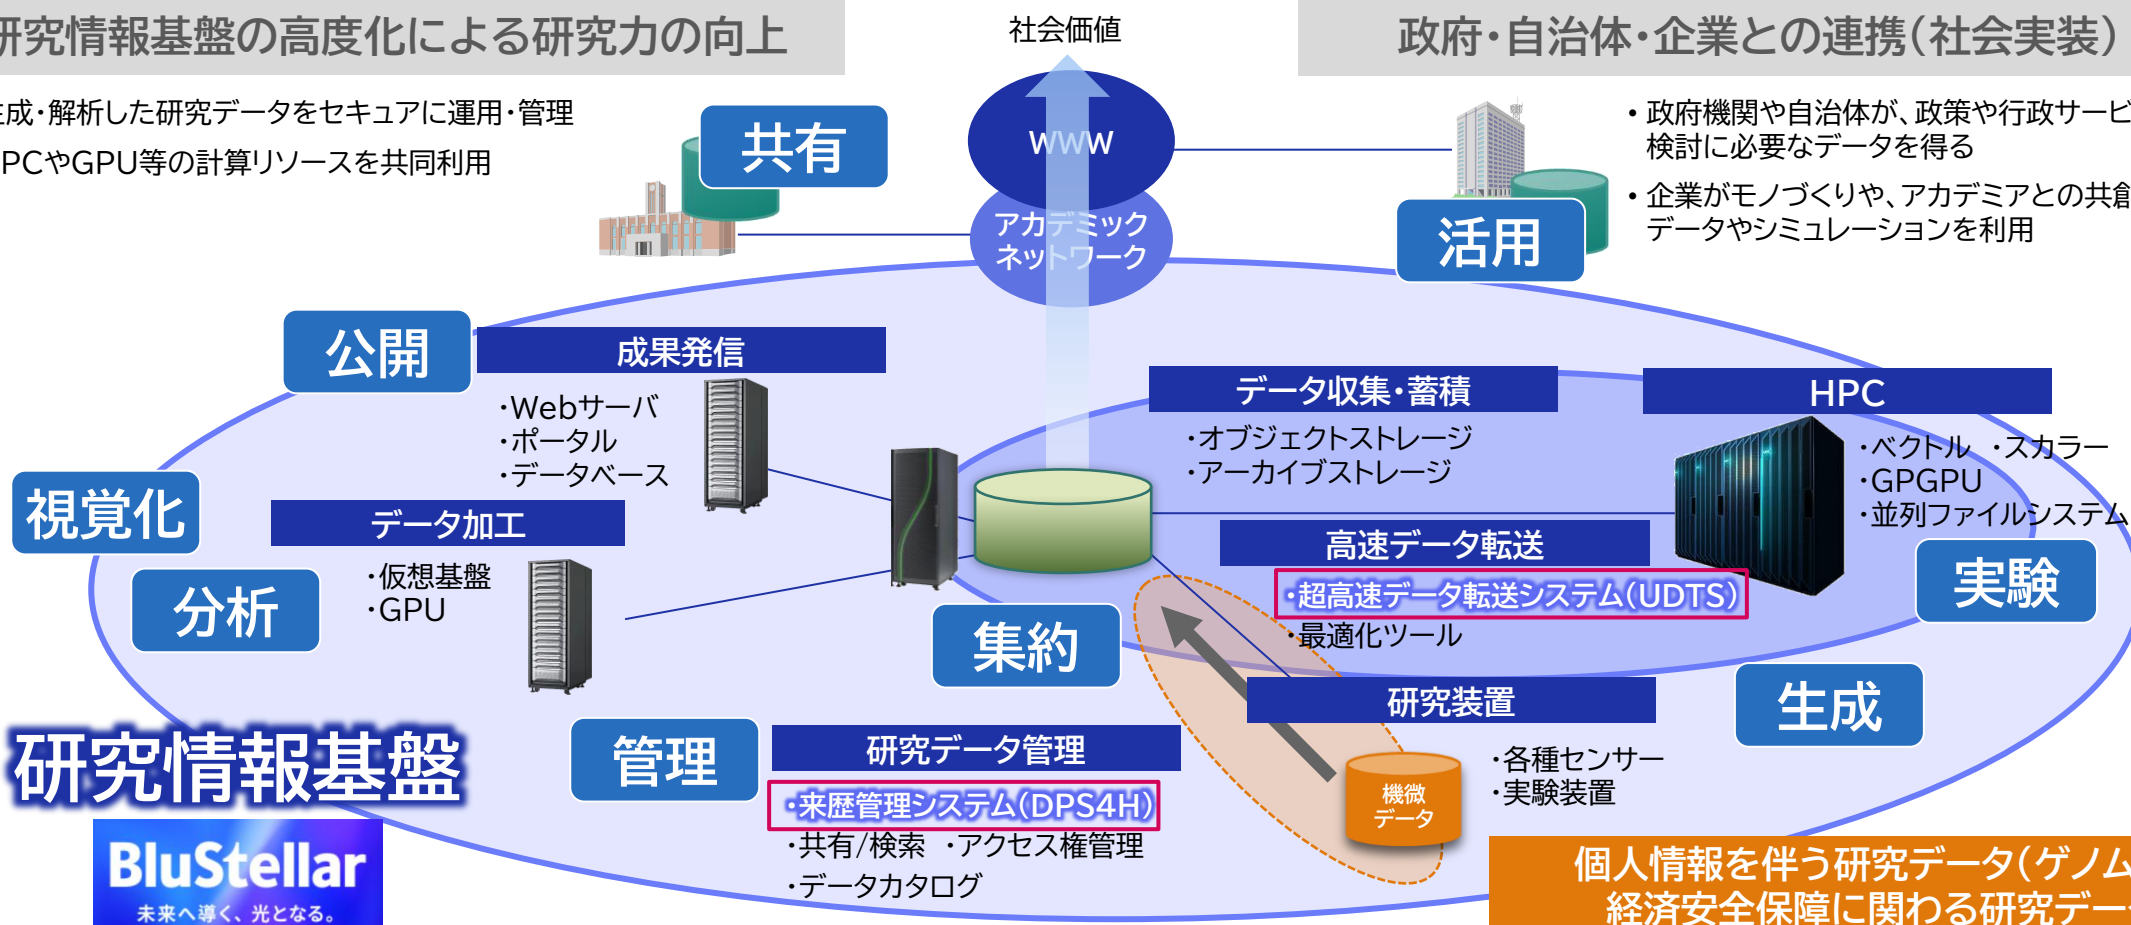 研究情報基盤の高度化による研究力の向上
社会価値
政府・自治体・企業との連携(社会実装)
生成・解析した研究データをセキュアに運用・管理
PCやGPU等の計算リソースを共同利用
共有
WWW
アカデミック
ネットワーク
・政府機関や自治体が、政策や行政サービ
検討に必要なデータを得る
・企業がモノづくりや、アカデミアとの共創
データやシミュレーションを利用
活用
公開
成果発信
・Webサーバ
・ポータル
・データベース
データ収集・蓄積
・オブジェクトストレージ
・アーカイブストレージ
HPC
・ベクトル ・スカラー
・GPGPU
・並列ファイルシステム
視覚化
データ加工
・仮想基盤
・GPU
分析
高速データ転送
・超高速データ転送システム(UDTS)
・最適化ツール
実験
集約
研究装置
・各種センサー
・実験装置
生成
機微
データ
研究情報基盤
管理
研究データ管理
・来歴管理システム(DPS4H)
・共有/検索 ・アクセス権管理
・データカタログ
BluStellar
未来へ導く、光となる。
個人情報を伴う研究データ(ゲノム
経済安全保障に関わる研究デー